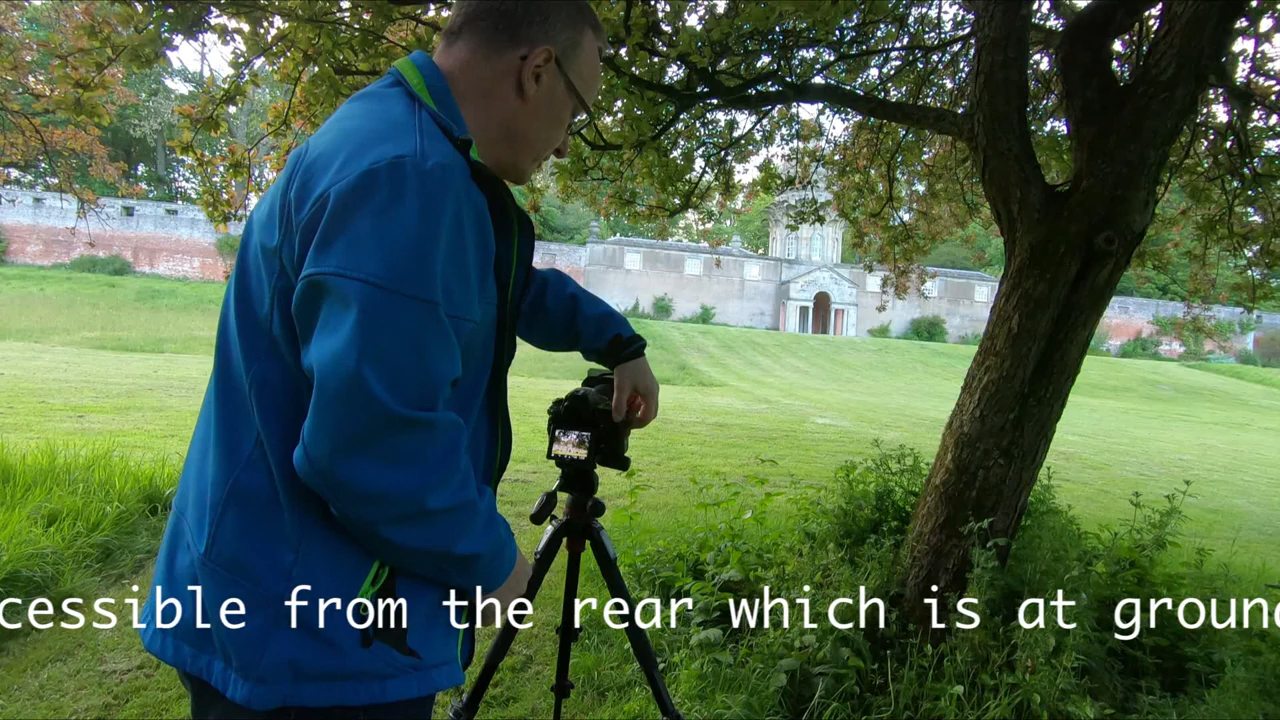 cessible from the rear which is at groun